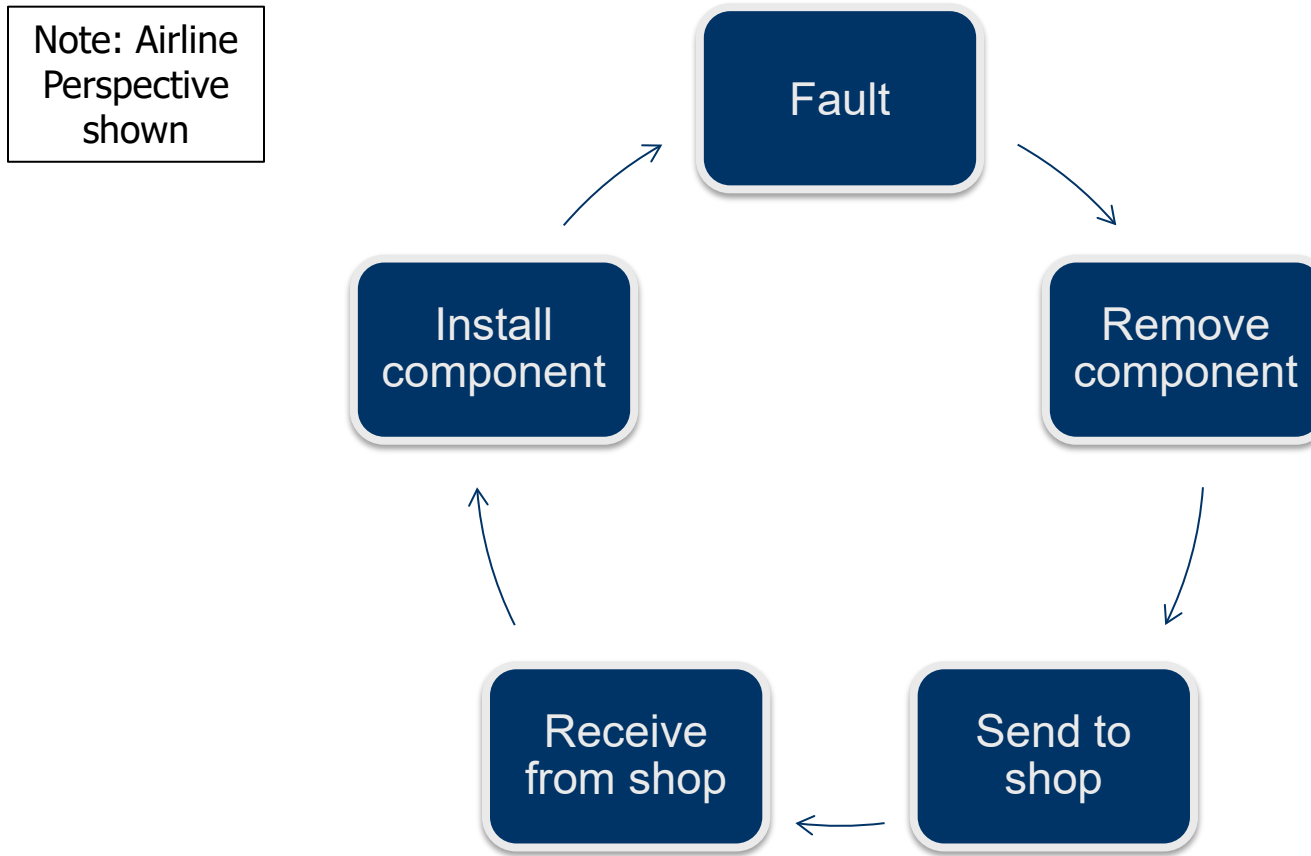 Note: Airline
Perspective
shown
Fault
Remove
component
Send to
shop
Receive
from shop
Install
component